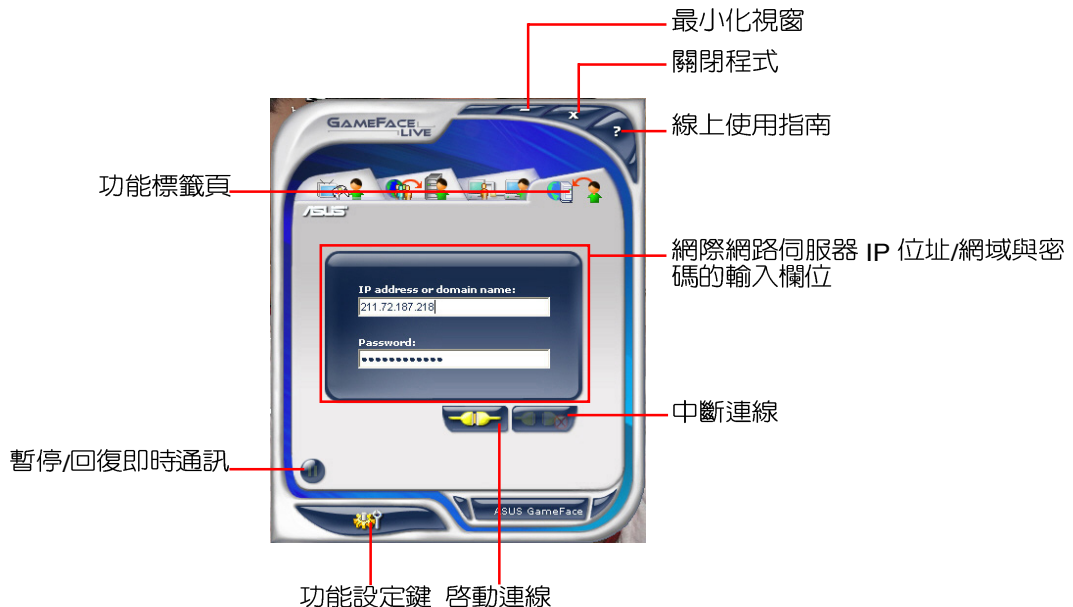 最小化視窗
關閉程式
GAMEFACE LIVE
− x ?
線上使用指南
功能標籤頁
ASUS
網際網路伺服器 IP 位址/網域與密
碼的輸入欄位
IP address or domain name:
211.72.187.218
Password:
••••••••••••
中斷連線
暫停/回復即時通訊
ASUS GameFace
功能設定鍵 啓動連線